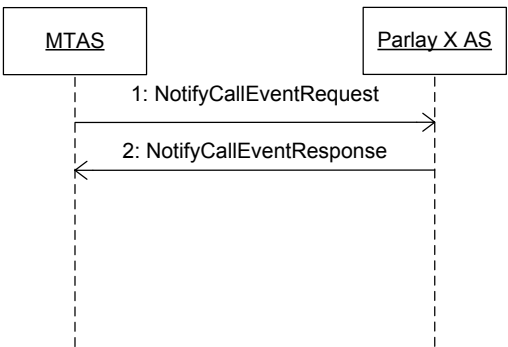 MTAS
Parlay X AS
1: NotifyCallEventRequest
2: NotifyCallEventResponse